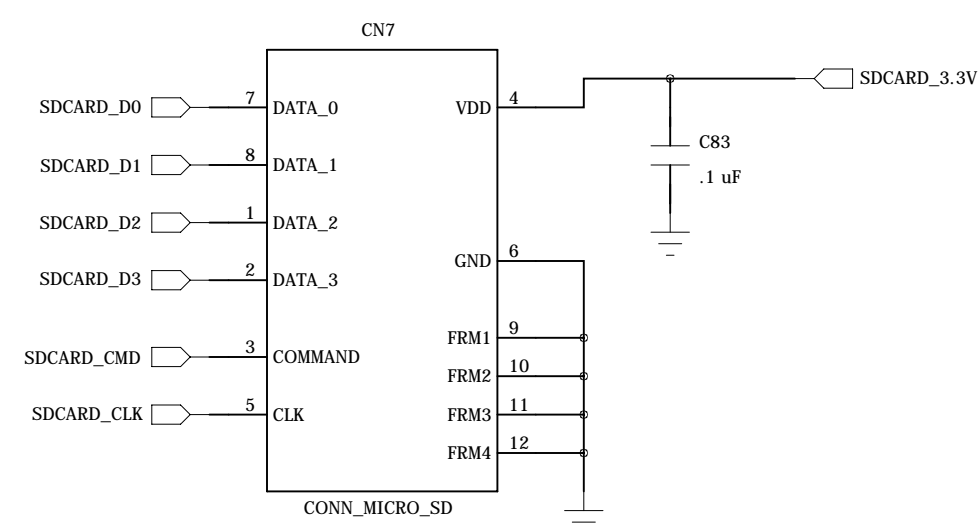 CN7
SDCARD_3.3V
SDCARD_D0 7 DATA_0 VDD 4
C83
SDCARD_D1 8 DATA_1
.1 uF
SDCARD_D2 1 DATA_2
GND 6
SDCARD_D3 2 DATA_3
FRM1 9
SDCARD_CMD 3 COMMAND
FRM2 10
SDCARD_CLK 5 CLK FRM3 11
FRM4 12
CONN_MICRO_SD